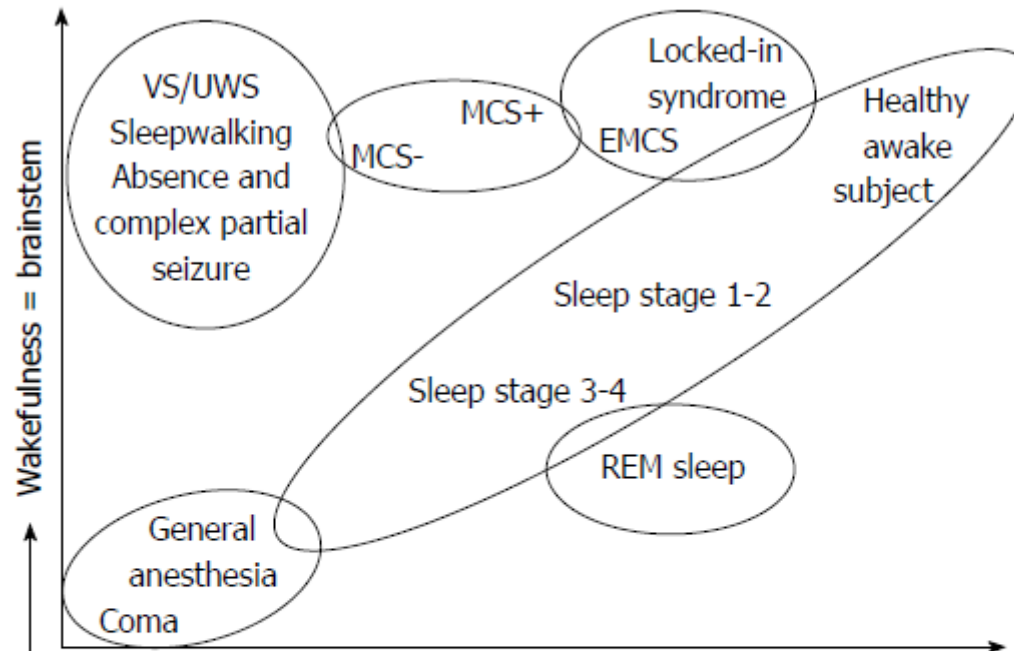 VS/UWS
Sleepwalking
Absence and
complex partial
seizure
MCS+
MCS-
Locked-in
syndrome
EMCS
Healthy
awake
subject
Sleep stage 1-2
Sleep stage 3-4
REM sleep
General
anesthesia
Coma
Wakefulness = brainstem